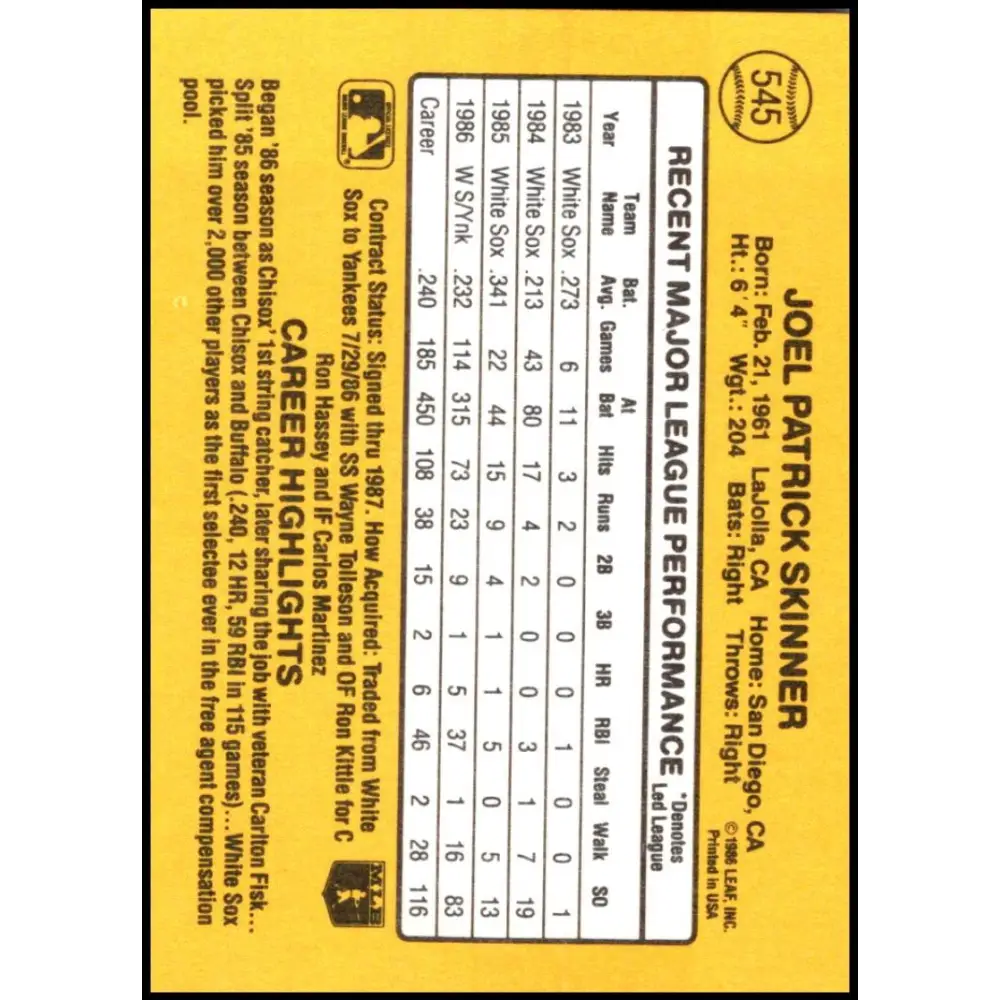 545
JOEL PATRICK SKINNER
Born: Feb. 21, 1961 LaJolla, CA Home: San Diego, CA
Ht.: 6'4" Wgt.: 204 Bats: Right Throws: Right
©1986 LEAF, INC.
Printed in USA
RECENT MAJOR LEAGUE PERFORMANCE *Denotes Led League
Year Team Name Bat. Avg. Games At Bat Hits Runs 2B 3B HR RBI Steal Walk SO
1983 White Sox .273 6 11 3 2 0 0 0 1 0 0 1
1984 White Sox .213 43 80 17 4 2 0 0 3 1 7 19
1985 White Sox .341 22 44 15 9 4 1 1 5 0 5 13
1986 W S/Ynk .232 114 315 73 23 9 1 5 37 1 16 83
Career .240 185 450 108 38 15 2 6 46 2 28 116
Contract Status: Signed thru 1987. How Acquired: Traded from White
Sox to Yankees 7/29/86 with SS Wayne Tolleson and OF Ron Kittle for C
Ron Hassey and IF Carlos Martinez
CAREER HIGHLIGHTS
Began '86 season as Chisox' 1st string catcher, later sharing the job with veteran Carlton Fisk...
Split '85 season between Chisox and Buffalo (.240, 12 HR, 59 RBI in 115 games)... White Sox
picked him over 2,000 other players as the first selectee ever in the free agent compensation
pool.